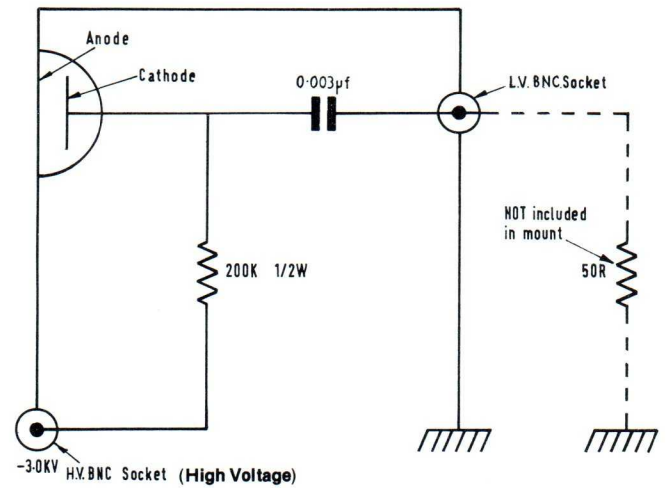 Anode
Cathode
0·003µf
L.V. BNC.Socket
NOT included
in mount
200K 1/2W
50R
-3.0KV
H.V. BNC Socket (High Voltage)